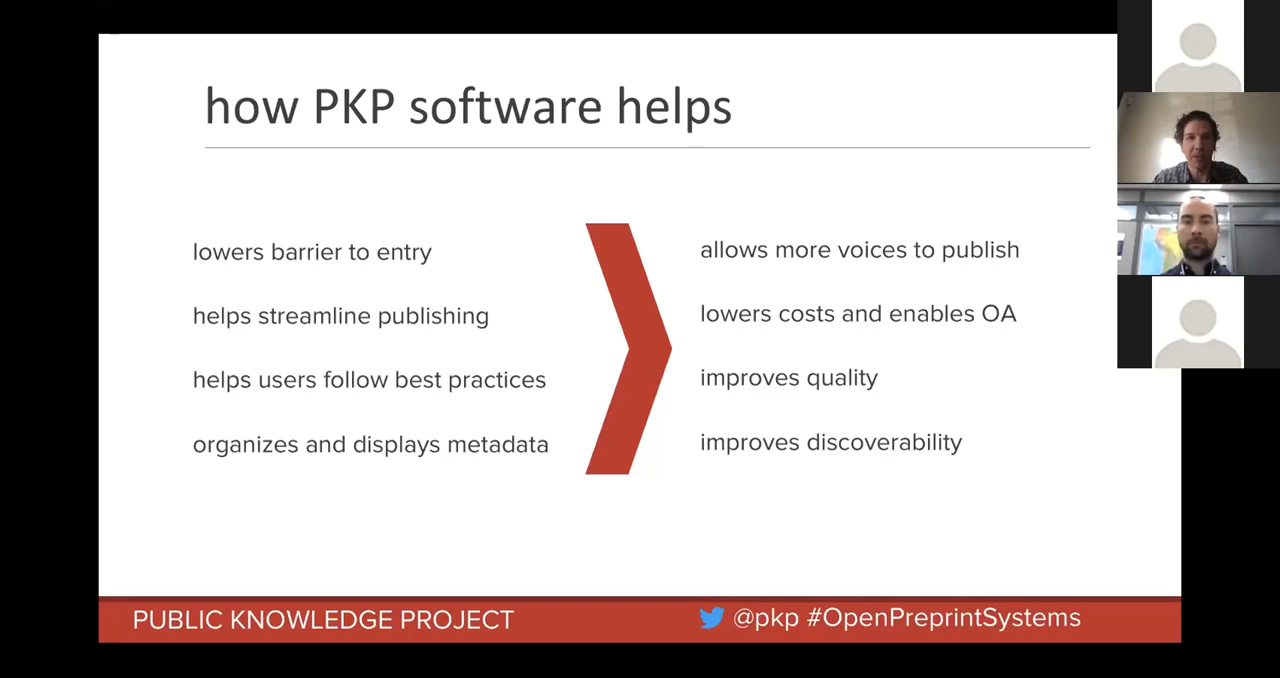 how PKP software helps
lowers barrier to entry
helps streamline publishing
helps users follow best practices
organizes and displays metadata
allows more voices to publish
lowers costs and enables OA
improves quality
improves discoverability
PUBLIC KNOWLEDGE PROJECT
@pkp #OpenPreprintSystems